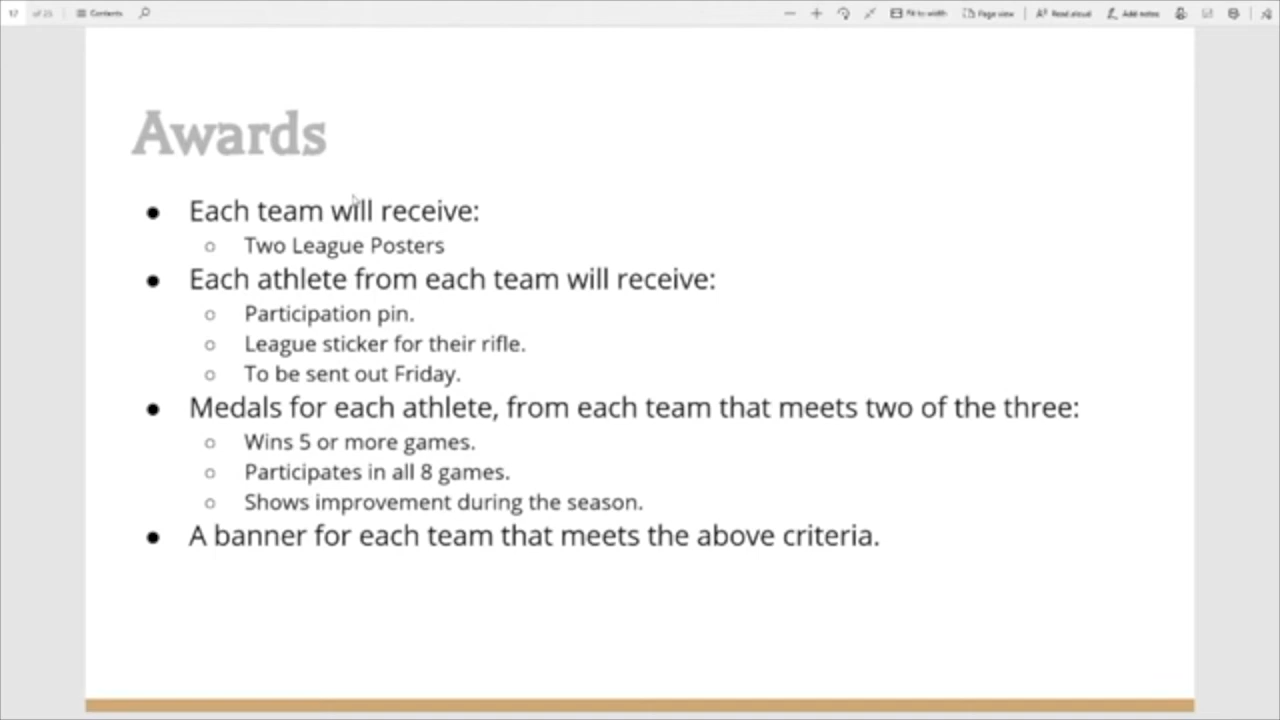 17 of 25 Contents Fit to width Page view Read aloud Add notes
Awards
Each team will receive:
Two League Posters
Each athlete from each team will receive:
Participation pin.
League sticker for their rifle.
To be sent out Friday.
Medals for each athlete, from each team that meets two of the three:
Wins 5 or more games.
Participates in all 8 games.
Shows improvement during the season.
A banner for each team that meets the above criteria.